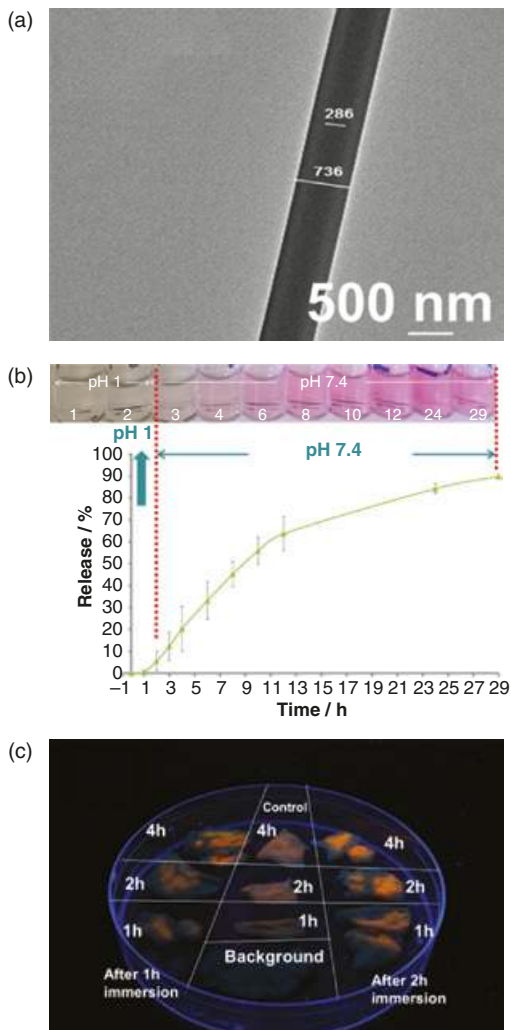 (a)
286
736
500 nm
(b)
pH 1 pH 7.4
1 2 3 4 6 8 10 12 24 29
pH 1
pH 7.4
100
90
80
70
60
50
40
30
20
10
0
Release / %
–1 1 3 5 7 9 11 13 15 17 19 21 23 25 27 29
Time / h
(c)
Control
4h 4h 4h
2h 2h 2h
1h 1h 1h
Background
After 1h
immersion
After 2h
immersion